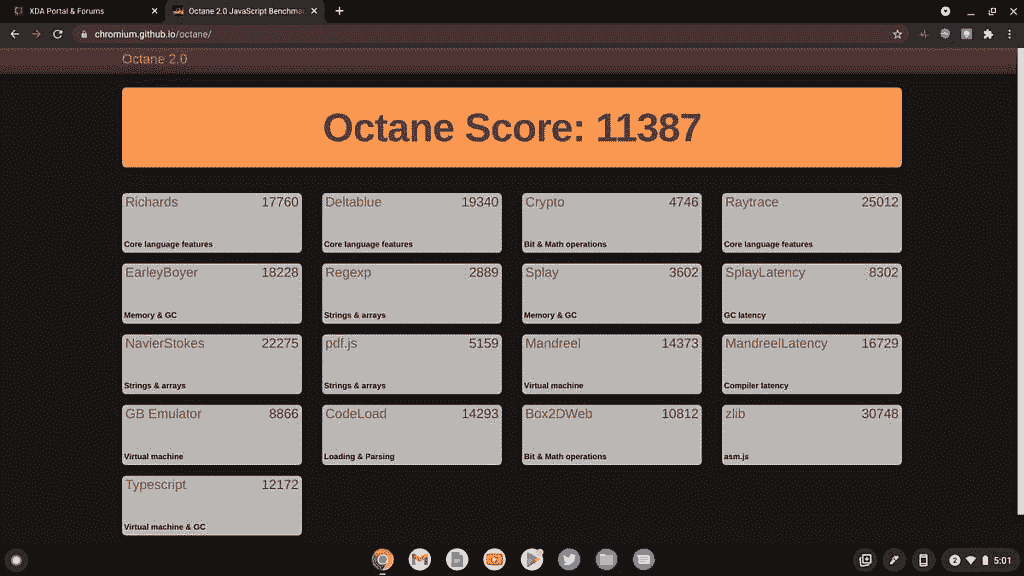 XDA Portal & Forums
Octane 2.0 JavaScript Benchma
chromium.github.io/octane/
Octane 2.0
Octane Score: 11387
Richards 17760
Core language features
Deltablue 19340
Core language features
Crypto 4746
Bit & Math operations
Raytrace 25012
Core language features
EarleyBoyer 18228
Memory & GC
Regexp 2889
Strings & arrays
Splay 3602
Memory & GC
SplayLatency 8302
GC latency
NavierStokes 22275
Strings & arrays
pdf.js 5159
Strings & arrays
Mandreel 14373
Virtual machine
MandreelLatency 16729
Compiler latency
GB Emulator 8866
Virtual machine
CodeLoad 14293
Loading & Parsing
Box2DWeb 10812
Bit & Math operations
zlib 30748
asm.js
Typescript 12172
Virtual machine & GC
2 5:01